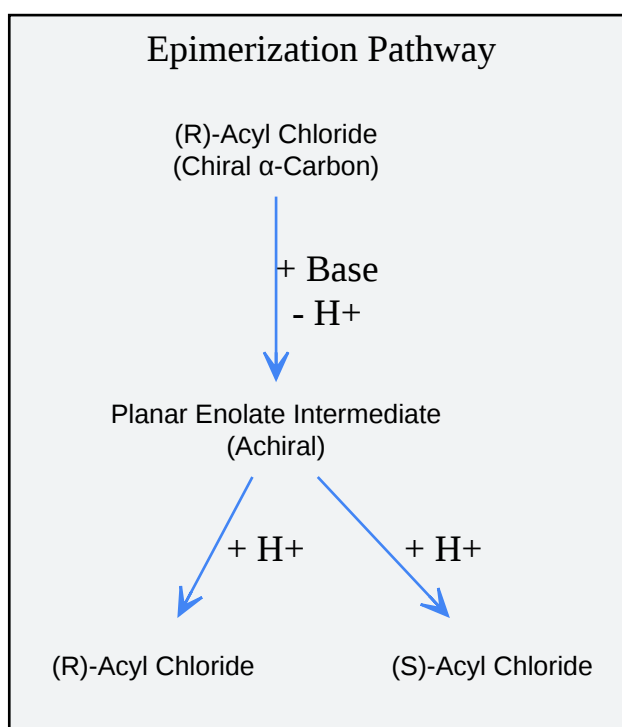 Epimerization Pathway
(R)-Acyl Chloride
(Chiral α-Carbon)
+ Base
- H+
Planar Enolate Intermediate
(Achiral)
+ H+
+ H+
(R)-Acyl Chloride
(S)-Acyl Chloride